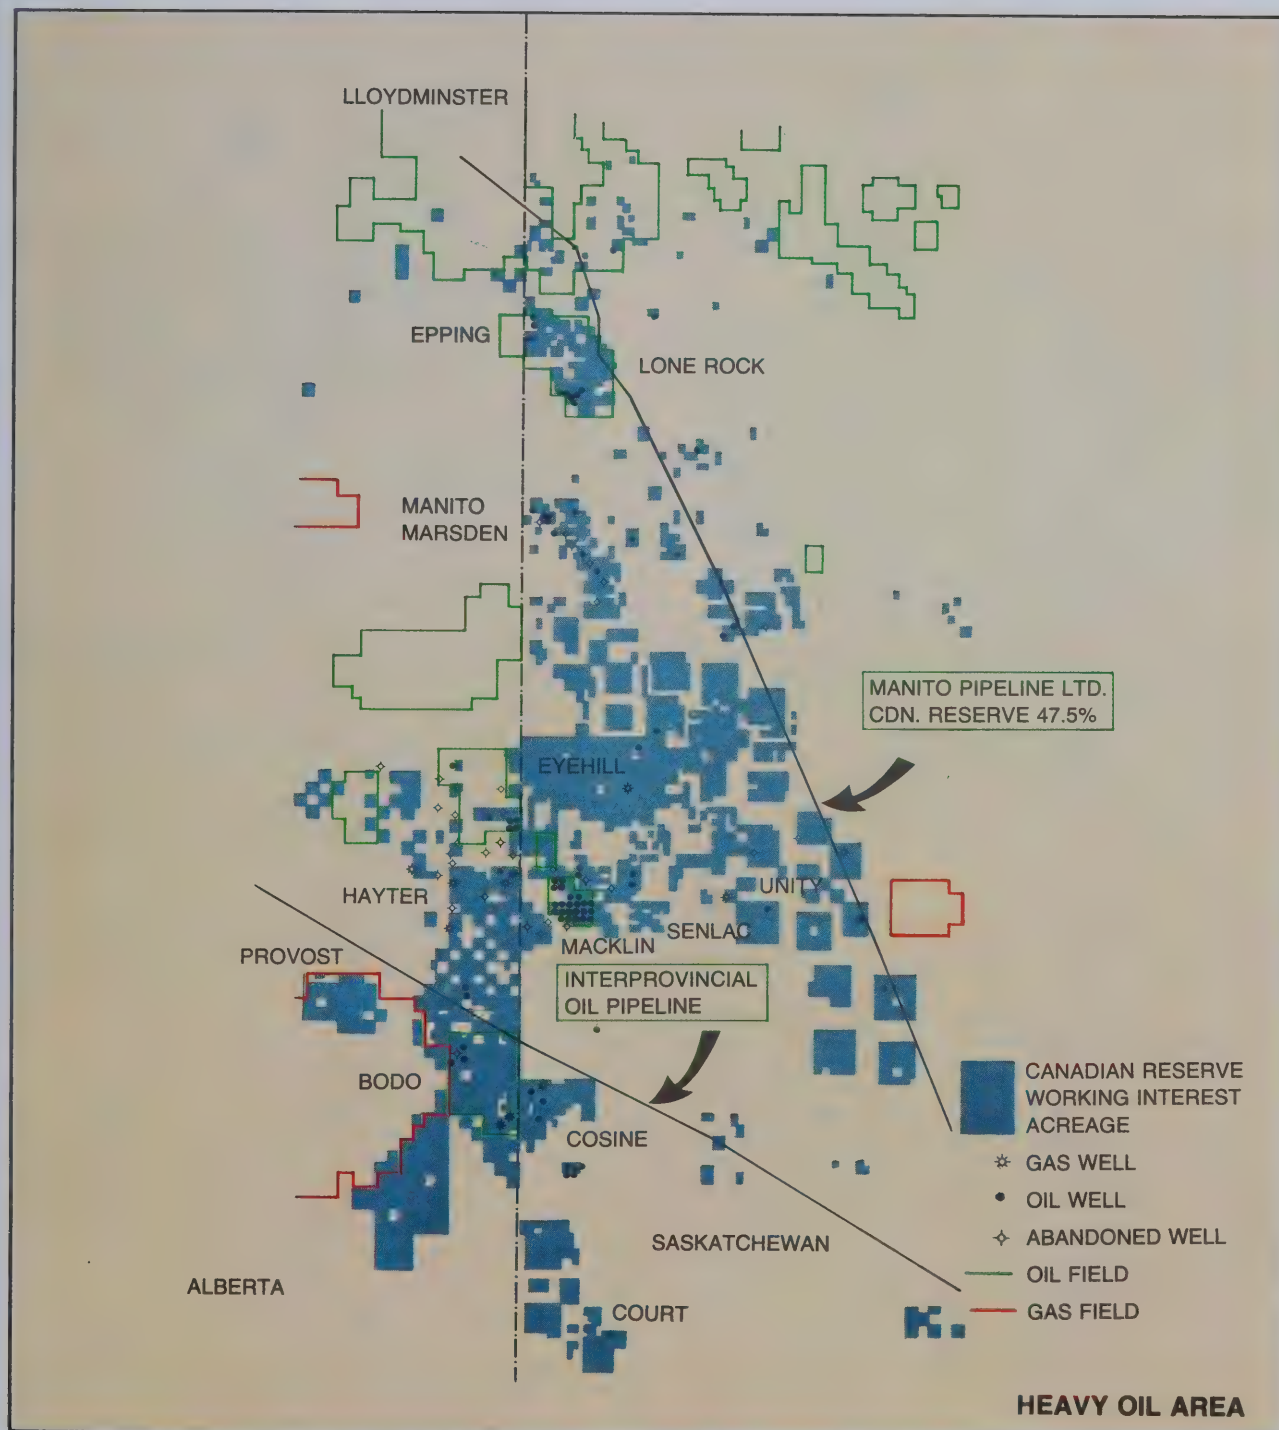 LLOYDMINSTER
EPPING
LONE ROCK
MANITO
MARSDEN
MANITO PIPELINE LTD.
CDN. RESERVE 47.5%
EYEHILL
HAYTER
UNITY
SENLAC
MACKLIN
PROVOST
INTERPROVINCIAL
OIL PIPELINE
BODO
COSINE
CANADIAN RESERVE
WORKING INTEREST
ACREAGE
GAS WELL
OIL WELL
ABANDONED WELL
OIL FIELD
GAS FIELD
SASKATCHEWAN
ALBERTA
COURT
HEAVY OIL AREA